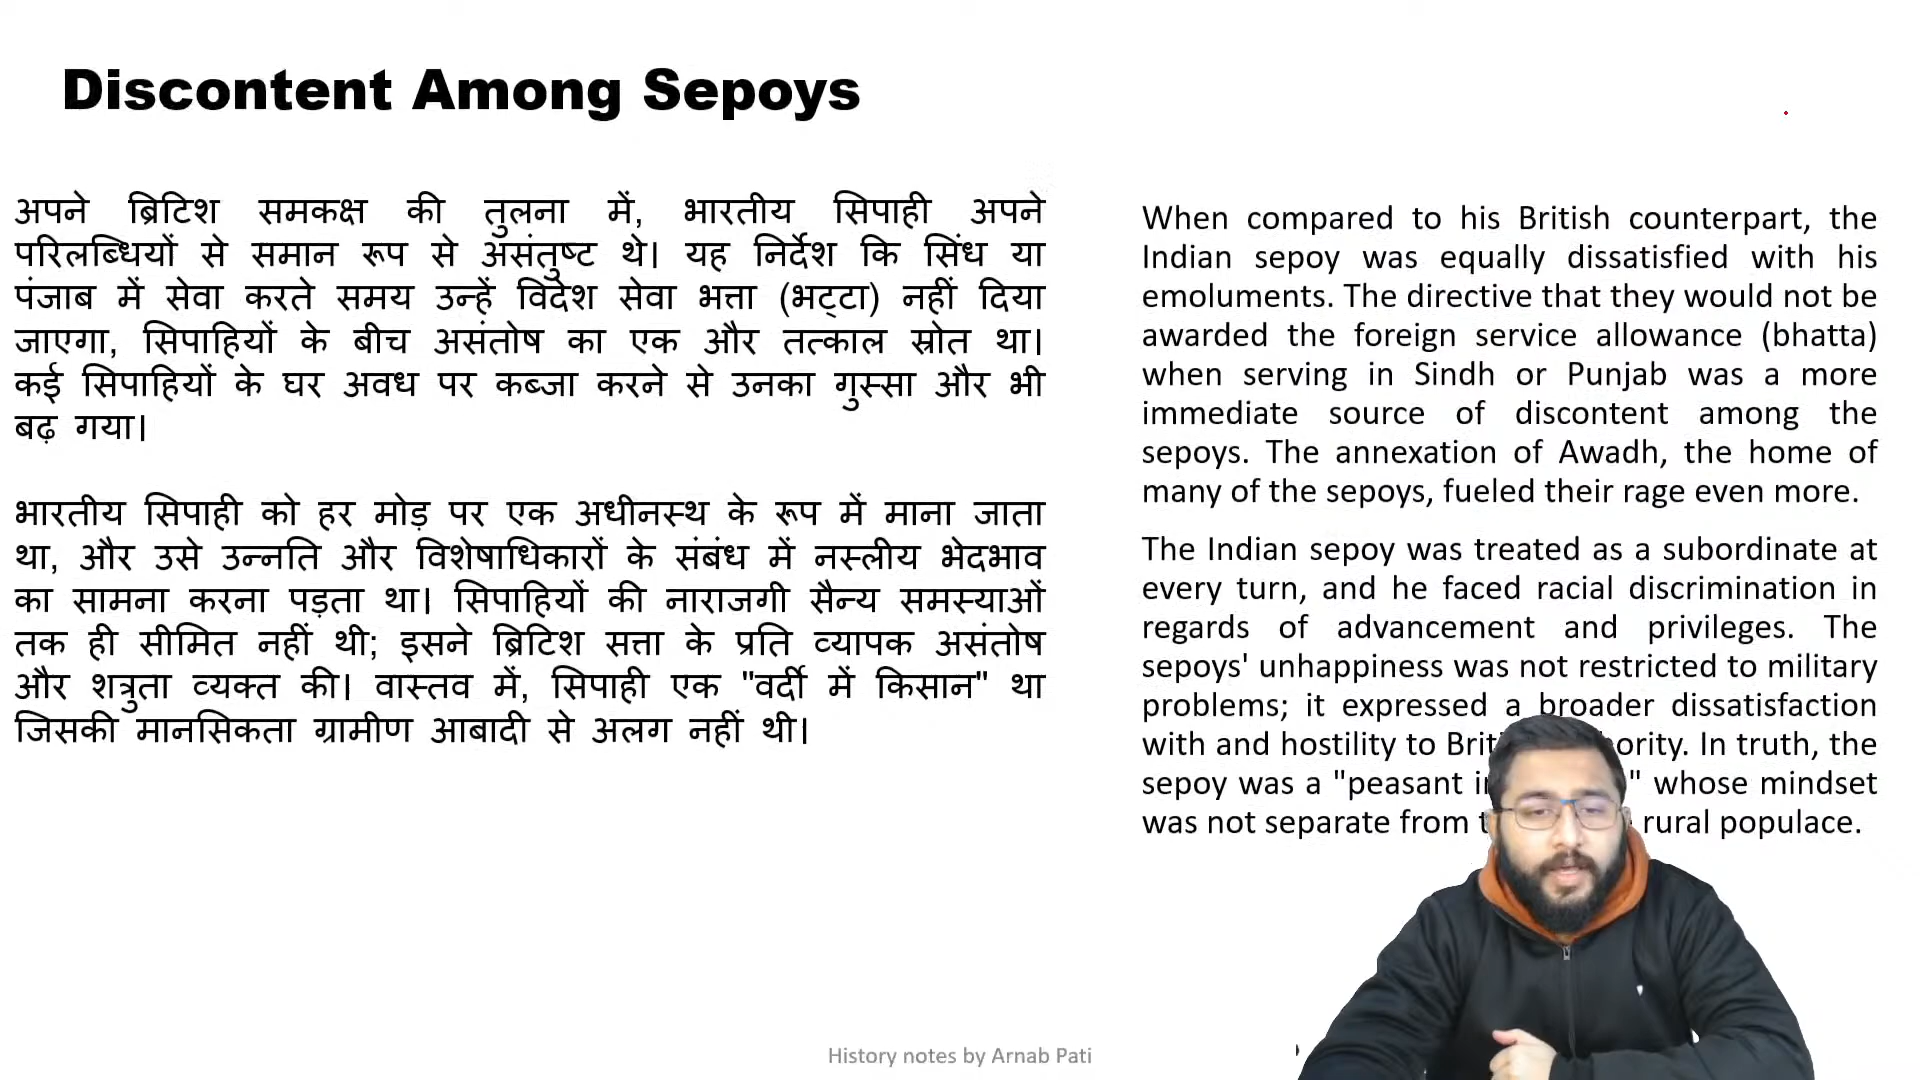 Discontent Among Sepoys
अपने ब्रिटिश समकक्ष की तुलना में, भारतीय सिपाही अपने
परिलब्धियों से समान रूप से असंतुष्ट थे। यह निर्देश कि सिंध या
पंजाब में सेवा करते समय उन्हें विदेश सेवा भत्ता (भट्टा) नहीं दिया
जाएगा, सिपाहियों के बीच असंतोष का एक और तत्काल स्रोत था।
कई सिपाहियों के घर अवध पर कब्जा करने से उनका गुस्सा और भी
बढ़ गया।
भारतीय सिपाही को हर मोड़ पर एक अधीनस्थ के रूप में माना जाता
था, और उसे उन्नति और विशेषाधिकारों के संबंध में नस्लीय भेदभाव
का सामना करना पड़ता था। सिपाहियों की नाराजगी सैन्य समस्याओं
तक ही सीमित नहीं थी; इसने ब्रिटिश सत्ता के प्रति व्यापक असंतोष
और शत्रुता व्यक्त की। वास्तव में, सिपाही एक "वर्दी में किसान" था
जिसकी मानसिकता ग्रामीण आबादी से अलग नहीं थी।
When compared to his British counterpart, the
Indian sepoy was equally dissatisfied with his
emoluments. The directive that they would not be
awarded the foreign service allowance (bhatta)
when serving in Sindh or Punjab was a more
immediate source of discontent among the
sepoys. The annexation of Awadh, the home of
many of the sepoys, fueled their rage even more.
The Indian sepoy was treated as a subordinate at
every turn, and he faced racial discrimination in
regards of advancement and privileges. The
sepoys' unhappiness was not restricted to military
problems; it expressed a broader dissatisfaction
with and hostility to In truth, the
sepoy was a "peasant " whose mindset
was not separate from rural populace.
History notes by Arnab Pati